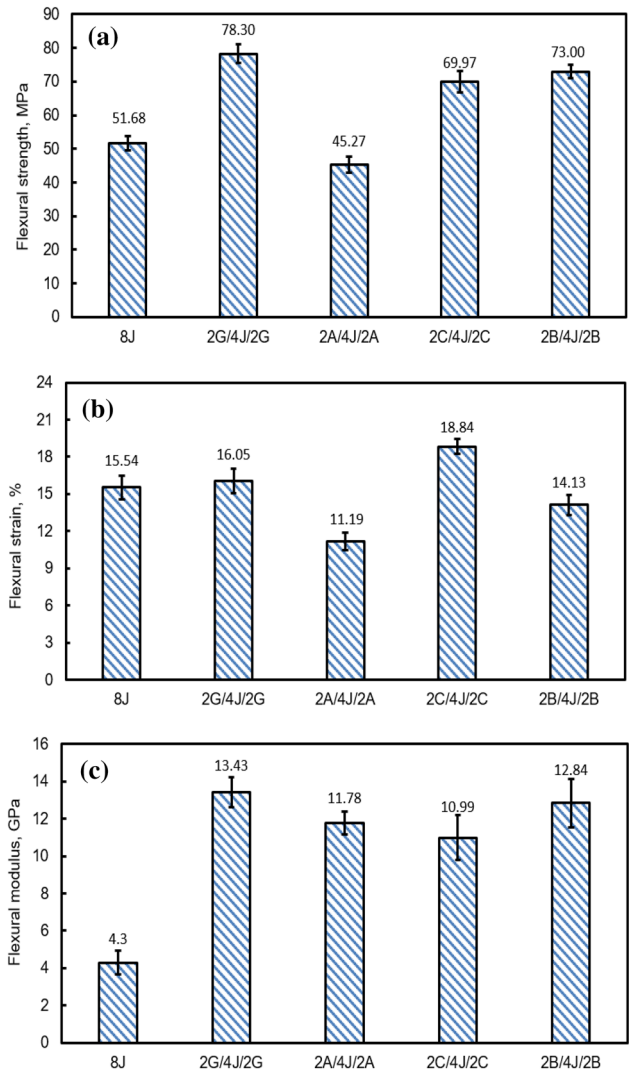 (a)
Flexural strength, MPa
90
80
70
60
50
40
30
20
10
0
51.68
78.30
45.27
69.97
73.00
8J
2G/4J/2G
2A/4J/2A
2C/4J/2C
2B/4J/2B
(b)
Flexural strain, %
24
21
18
15
12
9
6
3
0
15.54
16.05
11.19
18.84
14.13
8J
2G/4J/2G
2A/4J/2A
2C/4J/2C
2B/4J/2B
(c)
Flexural modulus, GPa
16
14
12
10
8
6
4
2
0
4.3
13.43
11.78
10.99
12.84
8J
2G/4J/2G
2A/4J/2A
2C/4J/2C
2B/4J/2B